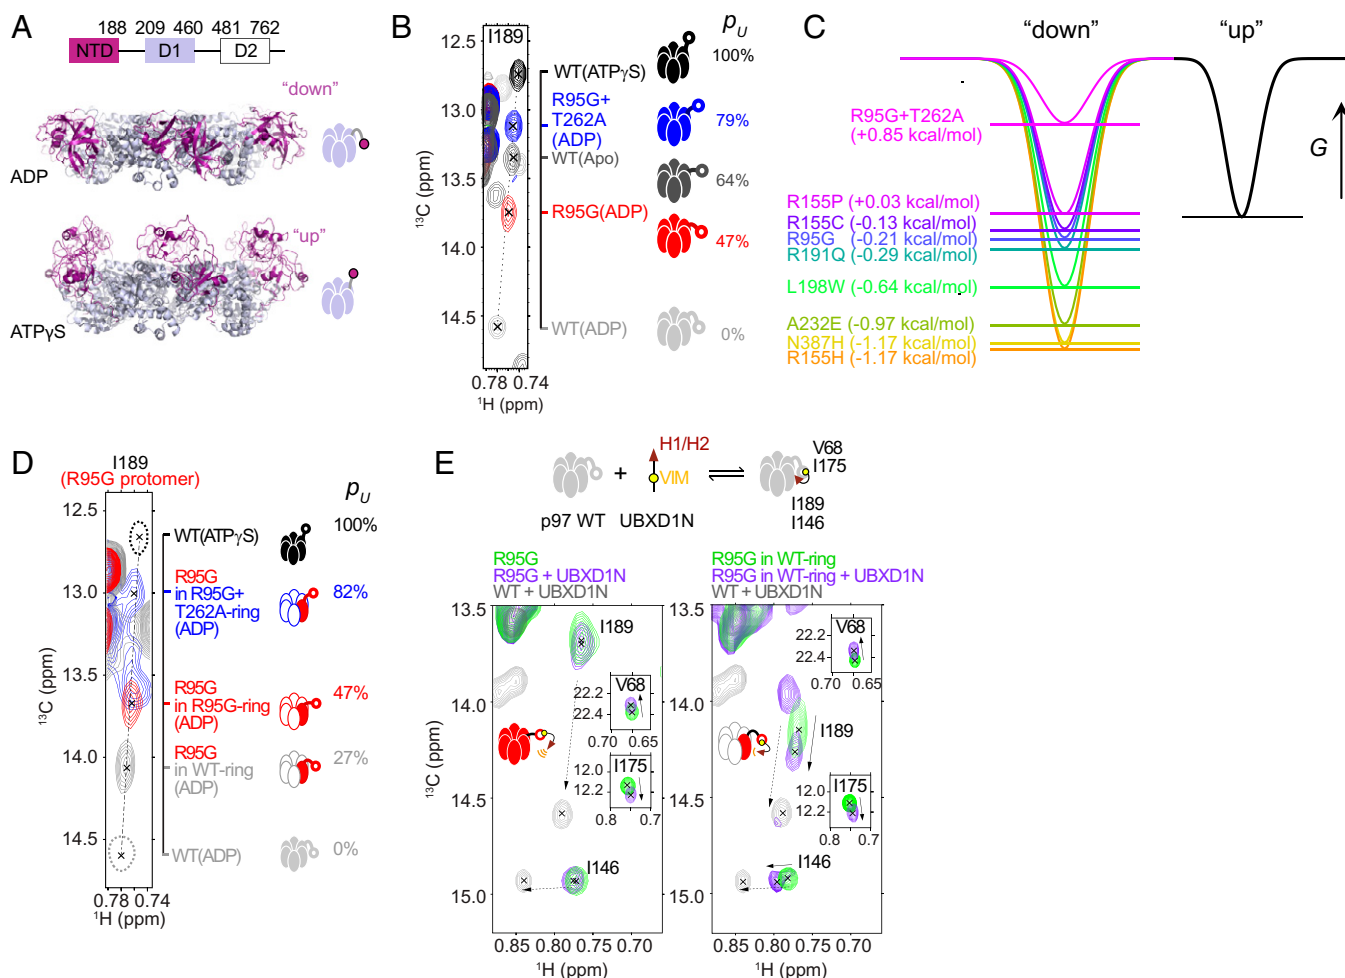 A
188 209 460 481 762
NTD
D1
D2
"down"
ADP
"up"
ATPγS
B
I189
pU
12.5
13.0
13.5
14.0
14.5
¹³C (ppm)
0.78 0.74
¹H (ppm)
WT(ATPγS)
100%
R95G+
T262A
(ADP)
79%
WT(Apo)
64%
R95G(ADP)
47%
WT(ADP)
0%
C
"down"
"up"
R95G+T262A
(+0.85 kcal/mol)
R155P (+0.03 kcal/mol)
R155C (-0.13 kcal/mol)
R95G (-0.21 kcal/mol)
R191Q (-0.29 kcal/mol)
L198W (-0.64 kcal/mol)
A232E (-0.97 kcal/mol)
N387H (-1.17 kcal/mol)
R155H (-1.17 kcal/mol)
G
D
I189
(R95G protomer)
pU
12.5
13.0
13.5
14.0
14.5
¹³C (ppm)
0.78 0.74
¹H (ppm)
WT(ATPγS)
100%
R95G
in R95G+
T262A-ring
(ADP)
82%
R95G
in R95G-ring
(ADP)
47%
R95G
in WT-ring
(ADP)
27%
WT(ADP)
0%
E
H1/H2
VIM
+
p97 WT
UBXD1N
V68
I175
I189
I146
R95G
R95G + UBXD1N
WT + UBXD1N
13.5
14.0
14.5
15.0
¹³C (ppm)
0.85 0.80 0.75 0.70
¹H (ppm)
I189
V68
22.2
22.4
0.70 0.65
I175
12.0
12.2
0.8 0.7
I146
R95G in WT-ring
R95G in WT-ring + UBXD1N
WT + UBXD1N
13.5
14.0
14.5
15.0
¹³C (ppm)
0.85 0.80 0.75 0.70
¹H (ppm)
V68
22.2
22.4
0.70 0.65
I189
I175
12.0
12.2
0.8 0.7
I146